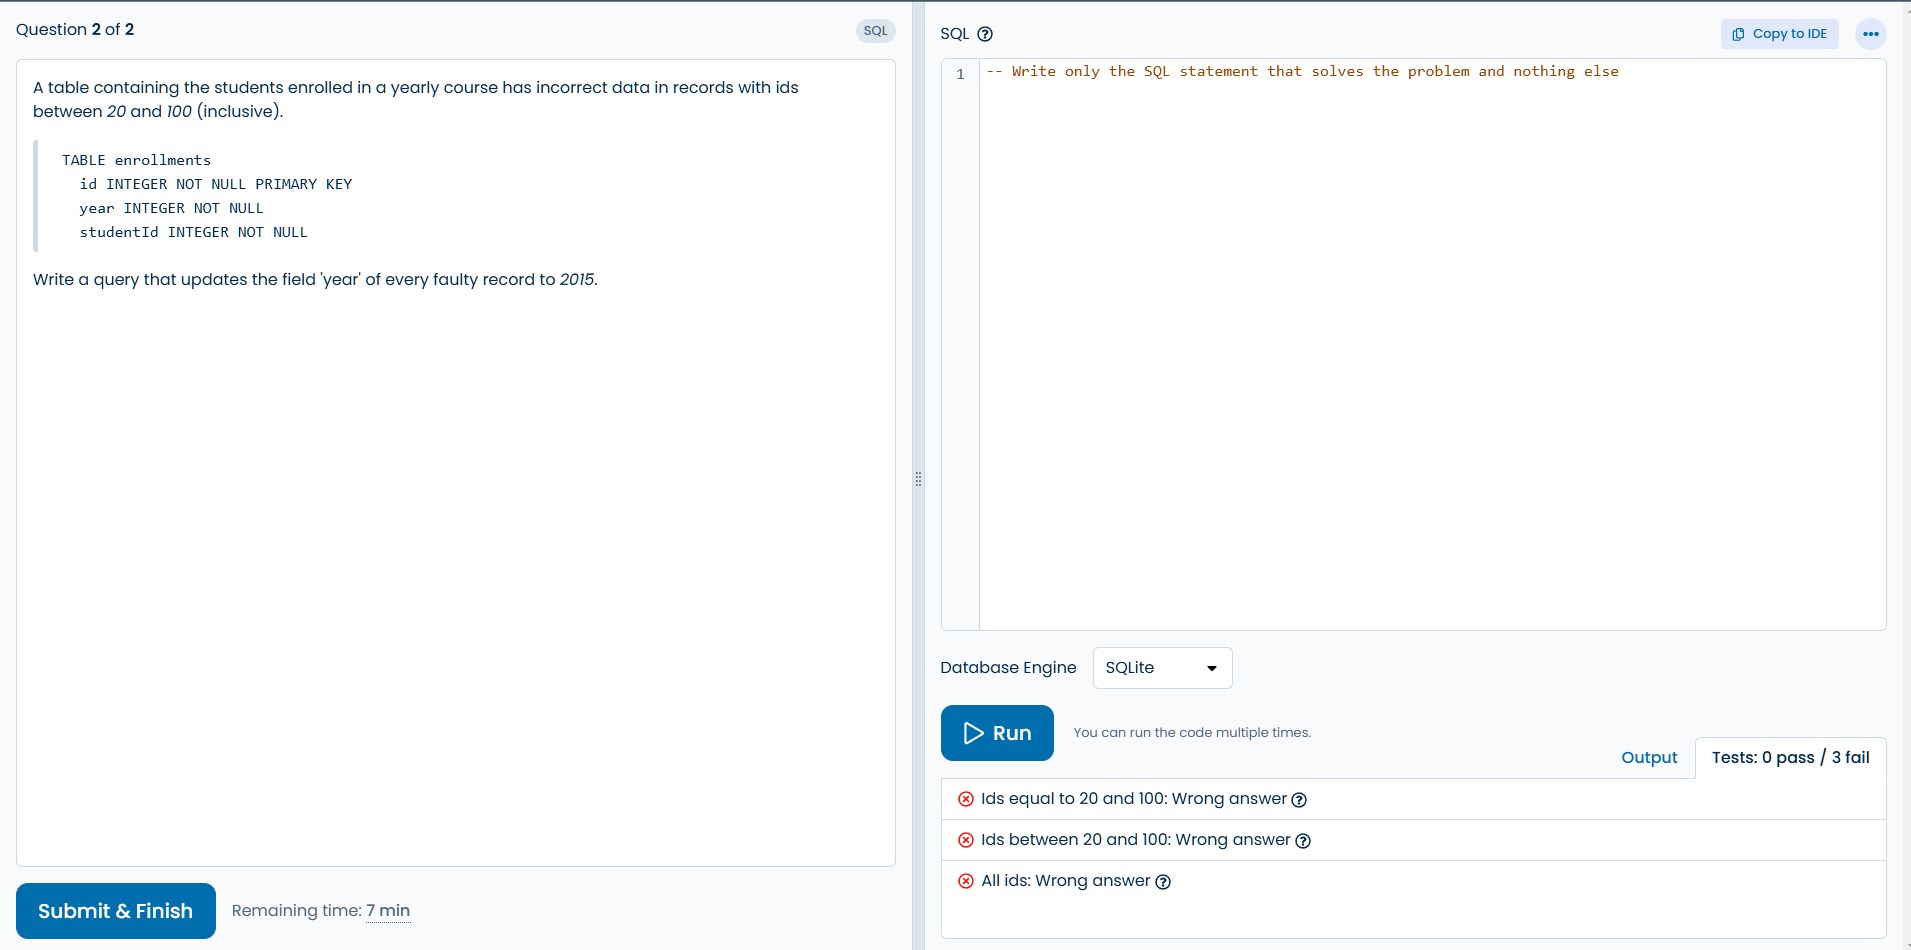 Question 2 of 2
SQL
A table containing the students enrolled in a yearly course has incorrect data in records with ids
between 20 and 100 (inclusive).
TABLE enrollments
id INTEGER NOT NULL PRIMARY KEY
year INTEGER NOT NULL
studentId INTEGER NOT NULL
Write a query that updates the field 'year' of every faulty record to 2015.
Submit & Finish
Remaining time: 7 min
SQL
Copy to IDE
1
-- Write only the SQL statement that solves the problem and nothing else
Database Engine
SQLite
Run
You can run the code multiple times.
Output
Tests: 0 pass / 3 fail
Ids equal to 20 and 100: Wrong answer
Ids between 20 and 100: Wrong answer
All ids: Wrong answer